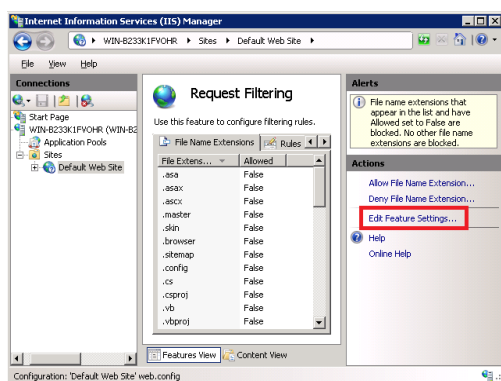 Internet Information Services (IIS) Manager
WIN-B233K1FVOHR Sites Default Web Site
File View Help
Connections
Start Page
WIN-B233K1FVOHR (WIN-B2
Application Pools
Sites
Default Web Site
Request Filtering
Use this feature to configure filtering rules.
File Name Extensions Rules
File Extens... Allowed
.asa False
.asax False
.ascx False
.master False
.skin False
.browser False
.sitemap False
.config False
.cs False
.csproj False
.vb False
.vbproj False
Features View Content View
Alerts
File name extensions that
appear in the list and have
Allowed set to False are
blocked. No other file name
extensions are blocked.
Actions
Allow File Name Extension...
Deny File Name Extension...
Edit Feature Settings...
Help
Online Help
Configuration: 'Default Web Site' web.config